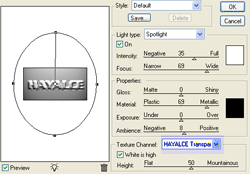 Style: Default
OK
Save...
Delete
Cancel
Light type: Spotlight
On
Intensity: Negative 35 Full
Focus: Narrow 69 Wide
HAYALCE
Properties:
Gloss: Matte 0 Shiny
Material: Plastic 69 Metallic
Exposure: Under 0 Over
Ambience: Negative 8 Positive
Texture Channel: HAYALCE Transpa
White is high
Height: Flat 50 Mountainous
Preview